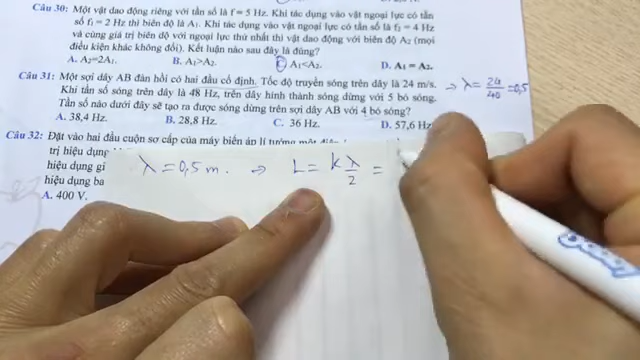 Câu 30: Một vật dao động riêng với tần số là f = 5 Hz. Khi tác dụng vào vật ngoại lực có tần
số f₁ = 2 Hz thì biên độ là A₁. Khi tác dụng vào vật ngoại lực có tần số f₂ = 4 Hz
và cùng giá trị biên độ với ngoại lực thứ nhất thì vật dao động với biên độ A₂ (mọi
điều kiện khác không đổi). Kết luận nào sau đây là đúng?
A. A₂=2A₁. B. A₁>A₂. C. A₁<A₂. D. A₁ = A₂.
Câu 31: Một sợi dây AB đàn hồi có hai đầu cố định. Tốc độ truyền sóng trên dây là 24 m/s.
Khi tần số sóng trên dây là 48 Hz, trên dây hình thành sóng dừng với 5 bó sóng.
Tần số nào dưới đây sẽ tạo ra được sóng dừng trên sợi dây AB với 4 bó sóng?
A. 38,4 Hz. B. 28,8 Hz. C. 36 Hz. D. 57,6 Hz
→ λ = 24/40 = 0,5
Câu 32: Đặt vào hai đầu cuộn sơ cấp của máy biến áp lí tưởng một
trị hiệu dụng
hiệu dụng gi
hiệu dụng ba
A. 400 V.
λ = 0,5 m. ⇒ L = k λ/2 =